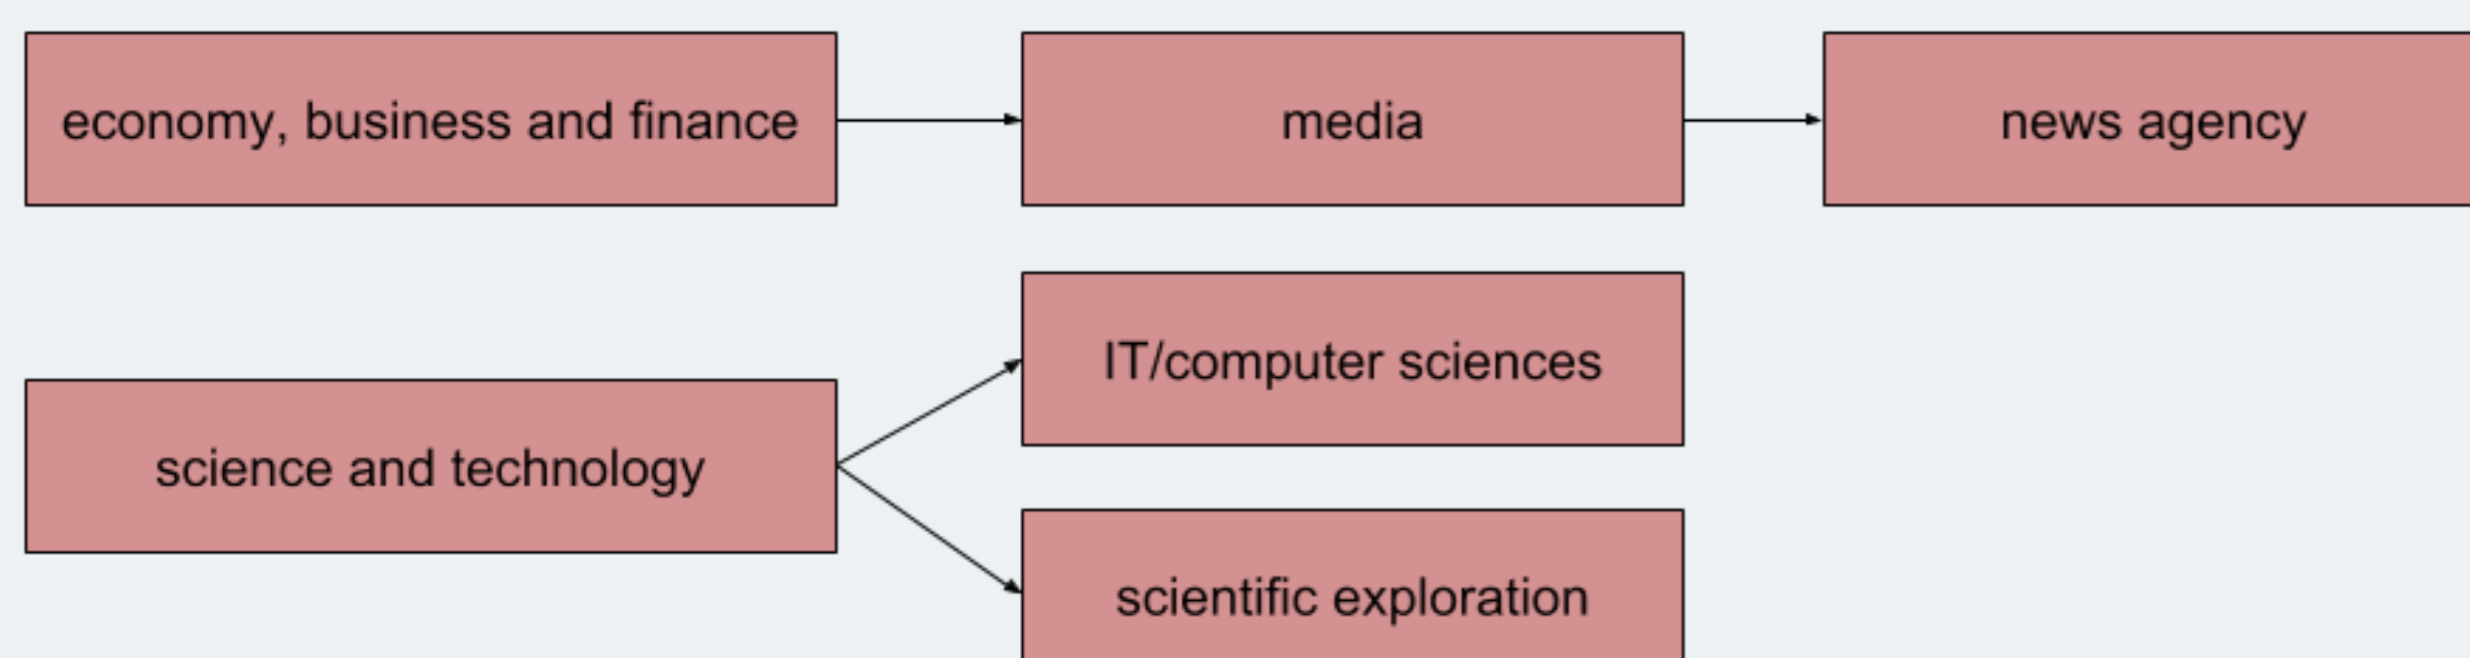 economy, business and finance
media
news agency
IT/computer sciences
science and technology
scientific exploration